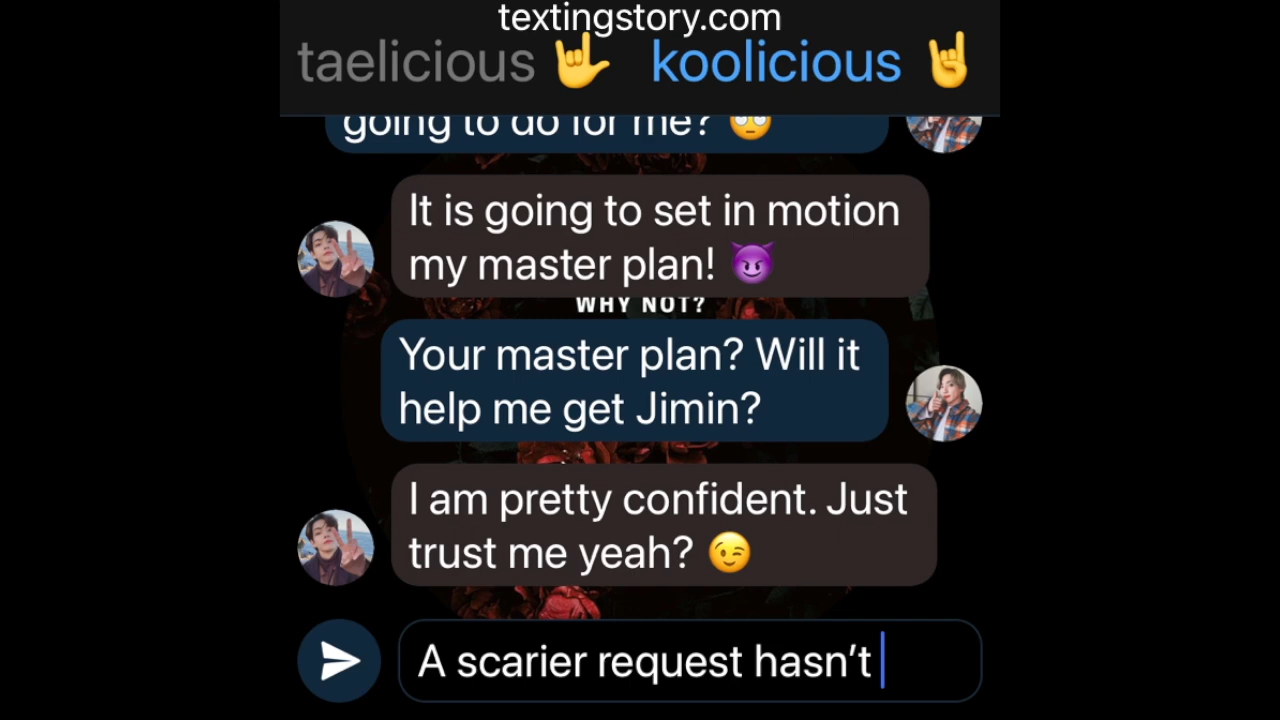 textingstory.com
taelicious 🤟 koolicious 🤘
going to do for me? 😳
It is going to set in motion
my master plan! 😈
WHY NOT?
Your master plan? Will it
help me get Jimin?
I am pretty confident. Just
trust me yeah? 😉
A scarier request hasn’t